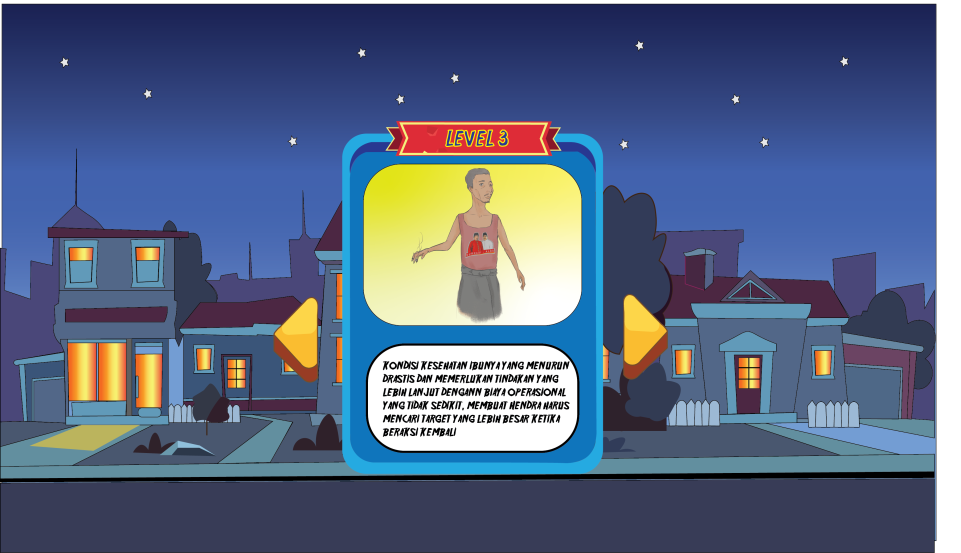 LEVEL 3
KONDISI KESEHATAN IBUNYA YANG MENURUN
DRASTIS DAN MEMERLUKAN TINDAKAN YANG
LEBIH LANJUT DENGANN BIAYA OPERASIONAL
YANG TIDAK SEDIKIT, MEMBUAT HENDRA HARUS
MENCARI TARGET YANG LEBIH BESAR KETIKA
BERAKSI KEMBALI